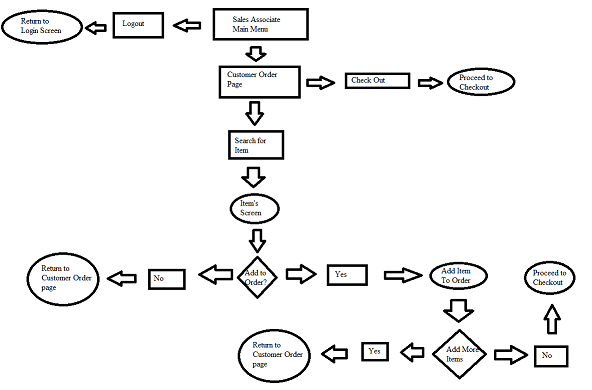 Return to
Login Screen
Logout
Sales Associate
Main Menu
Customer Order
Page
Check Out
Proceed to
Checkout
Search for
Item
Item's
Screen
Return to
Customer Order
page
No
Add to
Order?
Yes
Add Item
To Order
Proceed to
Checkout
Return to
Customer Order
page
Yes
Add More
Items
No